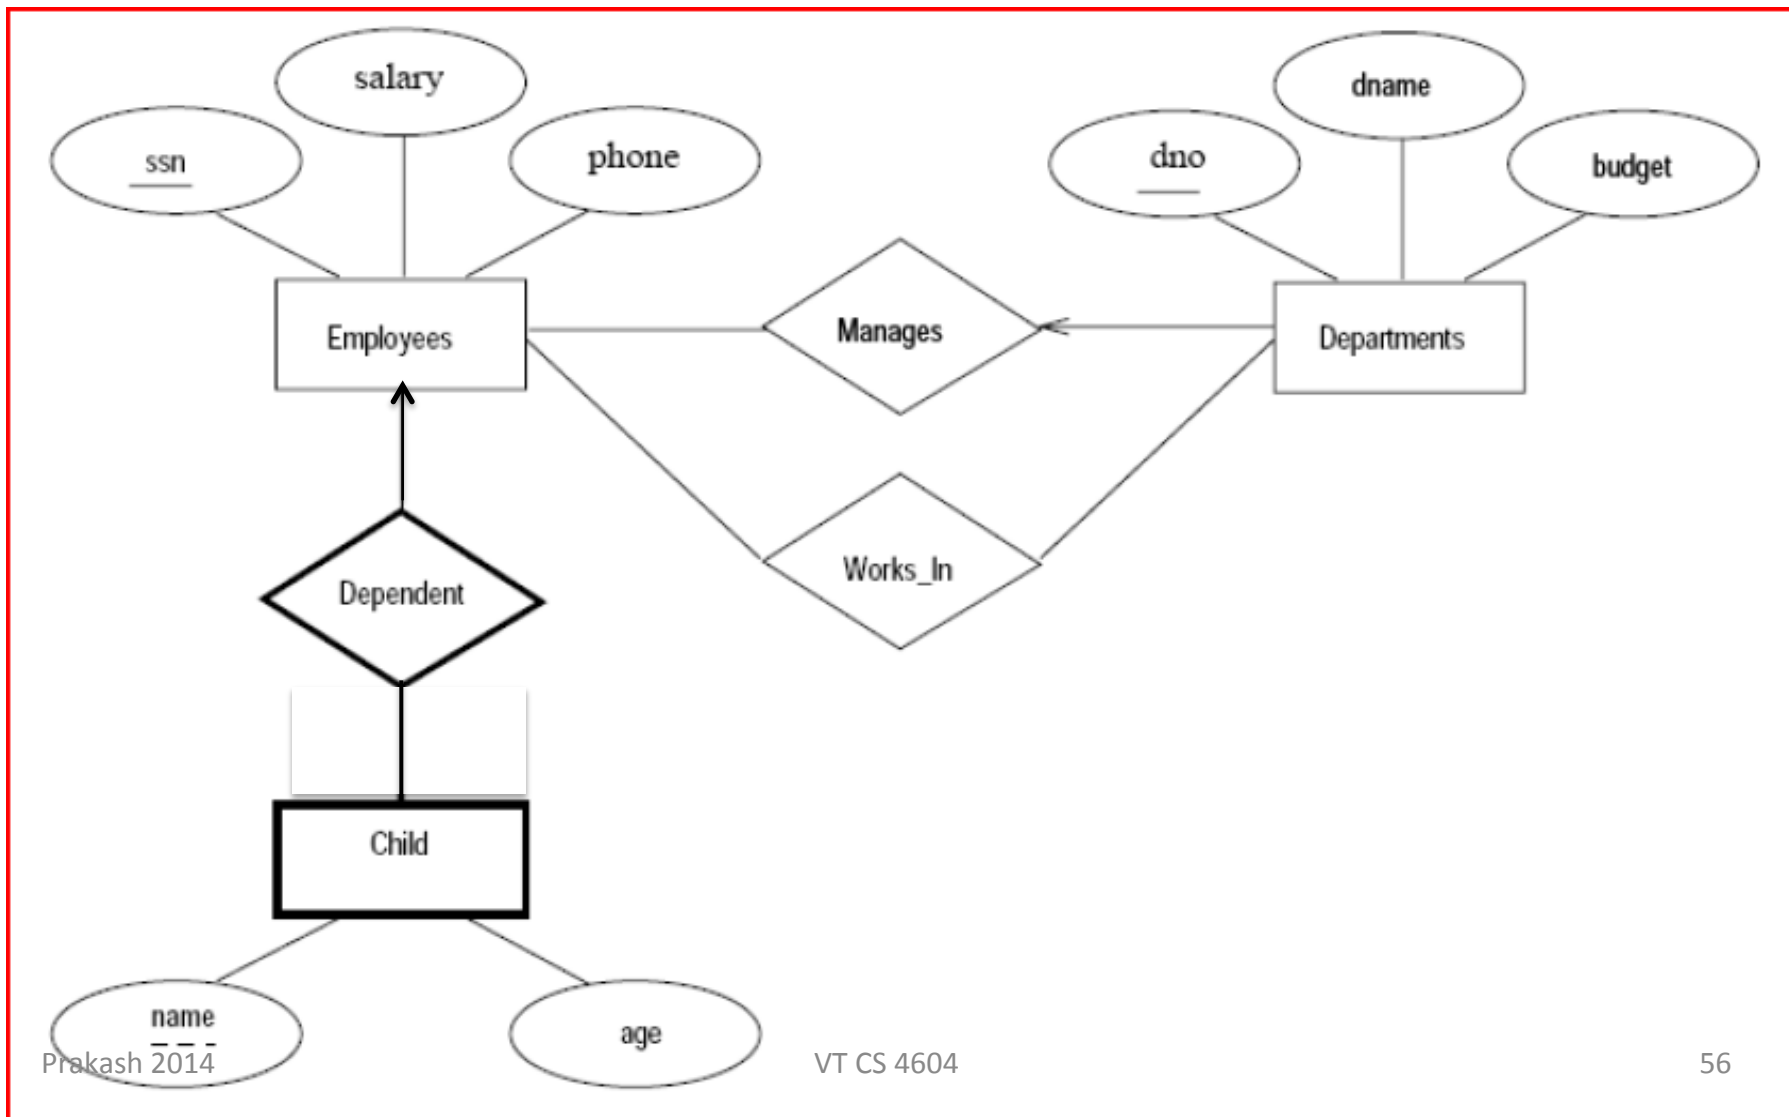 salary
dname
ssn
phone
dno
budget
Employees
Manages
Departments
Dependent
Works_In
Child
name
age
Prakash 2014
VT CS 4604
56